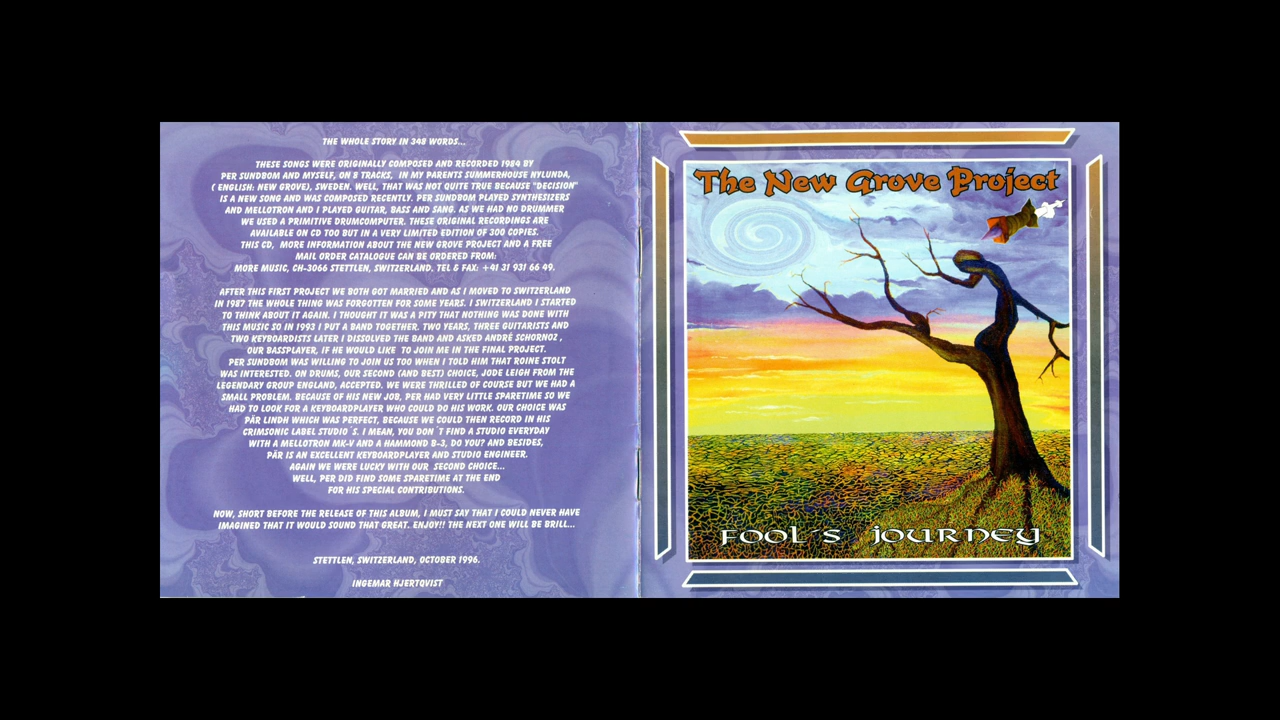 THE WHOLE STORY IN 348 WORDS...
THESE SONGS WERE ORIGINALLY COMPOSED AND RECORDED 1984 BY
PER SUNDBOM AND MYSELF, ON 8 TRACKS, IN MY PARENTS SUMMERHOUSE NYLUNDA,
( ENGLISH: NEW GROVE), SWEDEN. WELL, THAT WAS NOT QUITE TRUE BECAUSE "DECISION"
IS A NEW SONG AND WAS COMPOSED RECENTLY. PER SUNDBOM PLAYED SYNTHESIZERS
AND MELLOTRON AND I PLAYED GUITAR, BASS AND SANG. AS WE HAD NO DRUMMER
WE USED A PRIMITIVE DRUMCOMPUTER. THESE ORIGINAL RECORDINGS ARE
AVAILABLE ON CD TOO BUT IN A VERY LIMITED EDITION OF 300 COPIES.
THIS CD, MORE INFORMATION ABOUT THE NEW GROVE PROJECT AND A FREE
MAIL ORDER CATALOGUE CAN BE ORDERED FROM:
MORE MUSIC, CH-3066 STETTLEN, SWITZERLAND. TEL & FAX: +41 31 931 66 49.
AFTER THIS FIRST PROJECT WE BOTH GOT MARRIED AND AS I MOVED TO SWITZERLAND
IN 1987 THE WHOLE THING WAS FORGOTTEN FOR SOME YEARS. I SWITZERLAND I STARTED
TO THINK ABOUT IT AGAIN. I THOUGHT IT WAS A PITY THAT NOTHING WAS DONE WITH
THIS MUSIC SO IN 1993 I PUT A BAND TOGETHER. TWO YEARS, THREE GUITARISTS AND
TWO KEYBOARDISTS LATER I DISSOLVED THE BAND AND ASKED ANDRÉ SCHORNOZ ,
OUR BASSPLAYER, IF HE WOULD LIKE TO JOIN ME IN THE FINAL PROJECT.
PER SUNDBOM WAS WILLING TO JOIN US TOO WHEN I TOLD HIM THAT ROINE STOLT
WAS INTERESTED. ON DRUMS, OUR SECOND (AND BEST) CHOICE, JODE LEIGH FROM THE
LEGENDARY GROUP ENGLAND, ACCEPTED. WE WERE THRILLED OF COURSE BUT WE HAD A
SMALL PROBLEM. BECAUSE OF HIS NEW JOB, PER HAD VERY LITTLE SPARETIME SO WE
HAD TO LOOK FOR A KEYBOARDPLAYER WHO COULD DO HIS WORK. OUR CHOICE WAS
PÄR LINDH WHICH WAS PERFECT, BECAUSE WE COULD THEN RECORD IN HIS
CRIMSONIC LABEL STUDIO´S. I MEAN, YOU DON´T FIND A STUDIO EVERYDAY
WITH A MELLOTRON MK-V AND A HAMMOND B-3, DO YOU? AND BESIDES,
PÄR IS AN EXCELLENT KEYBOARDPLAYER AND STUDIO ENGINEER.
AGAIN WE WERE LUCKY WITH OUR SECOND CHOICE...
WELL, PER DID FIND SOME SPARETIME AT THE END
FOR HIS SPECIAL CONTRIBUTIONS.
NOW, SHORT BEFORE THE RELEASE OF THIS ALBUM, I MUST SAY THAT I COULD NEVER HAVE
IMAGINED THAT IT WOULD SOUND THAT GREAT. ENJOY!! THE NEXT ONE WILL BE BRILL...
STETTLEN, SWITZERLAND, OCTOBER 1996.
INGEMAR HJERTQVIST
The New Grove Project
FOOL´S JOURNEY